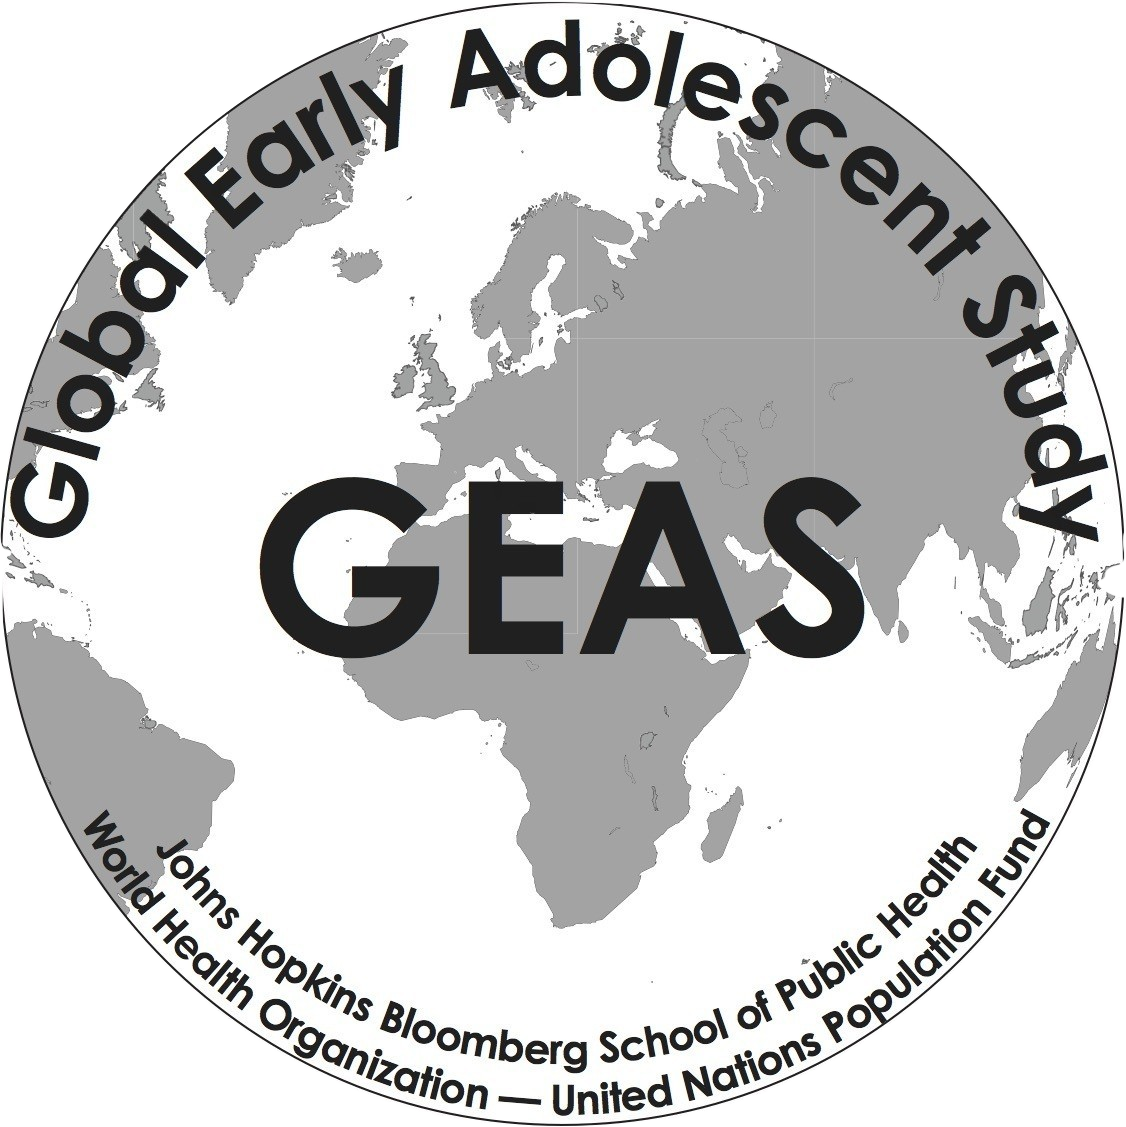 Global Early Adolescent Study
GEAS
Johns Hopkins Bloomberg School of Public Health
World Health Organization — United Nations Population Fund